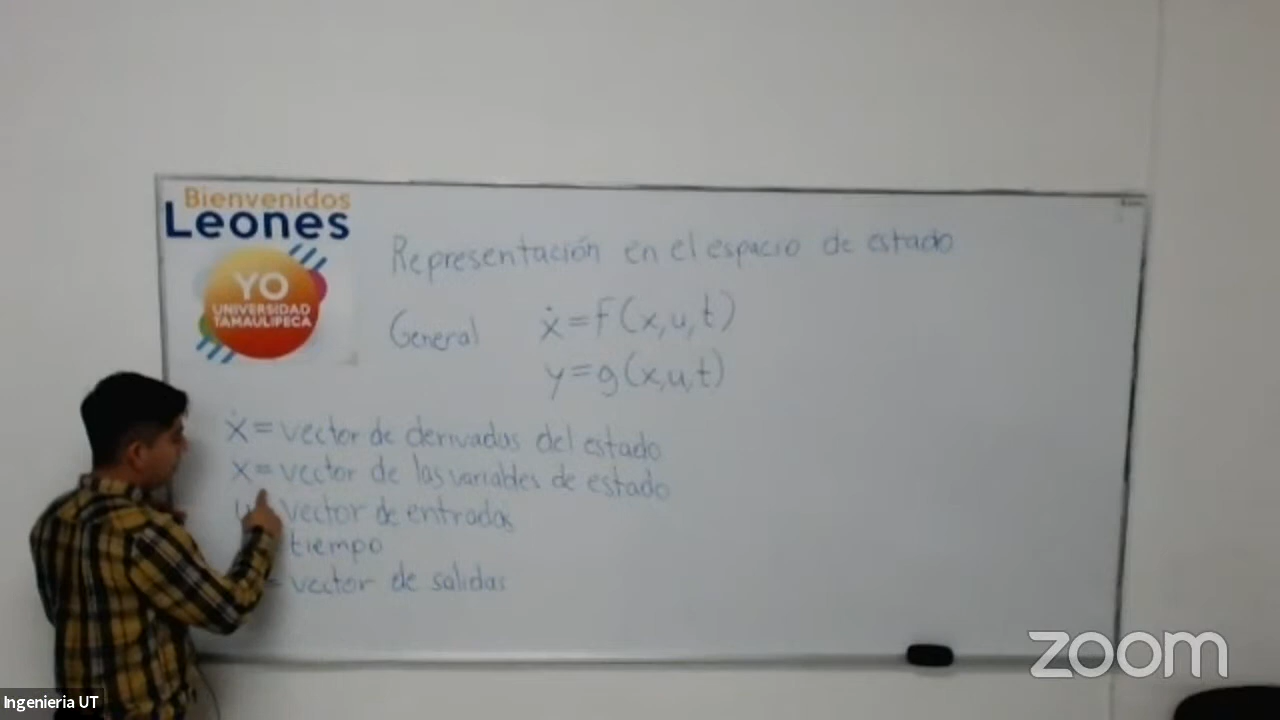 Bienvenidos
Leones
YO
UNIVERSIDAD
TAMAULIPECA
Representación en el espacio de estado
General ẋ=f(x,u,t)
y=g(x,u,t)
ẋ=vector de derivadas del estado
x=vector de las variables de estado
u vector de entradas
tiempo
= vector de salidas
zoom
Ingenieria UT